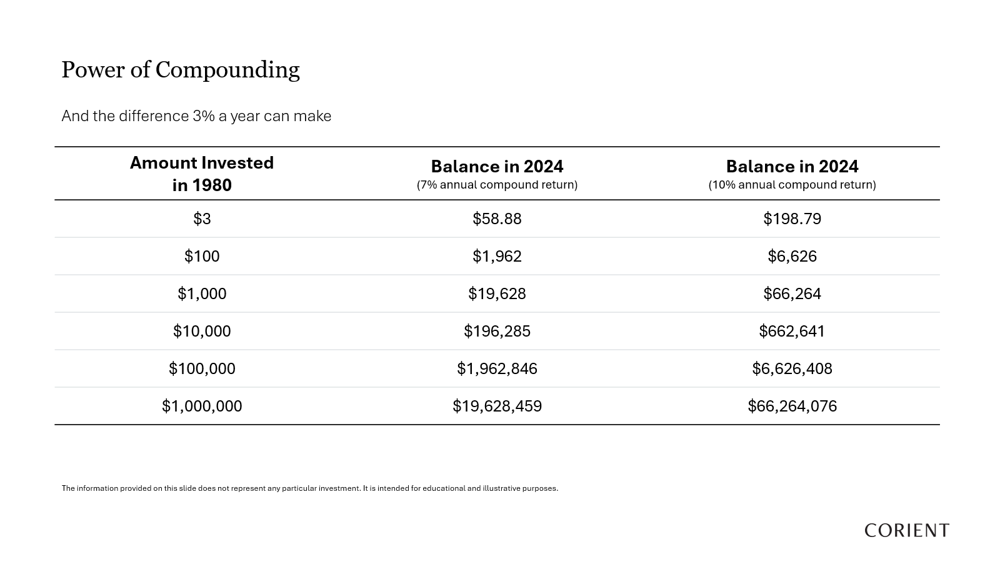 Power of Compounding
And the difference 3% a year can make
Amount Invested
in 1980
Balance in 2024
(7% annual compound return)
Balance in 2024
(10% annual compound return)
$3 $58.88 $198.79
$100 $1,962 $6,626
$1,000 $19,628 $66,264
$10,000 $196,285 $662,641
$100,000 $1,962,846 $6,626,408
$1,000,000 $19,628,459 $66,264,076
The information provided on this slide does not represent any particular investment. It is intended for educational and illustrative purposes.
CORIENT